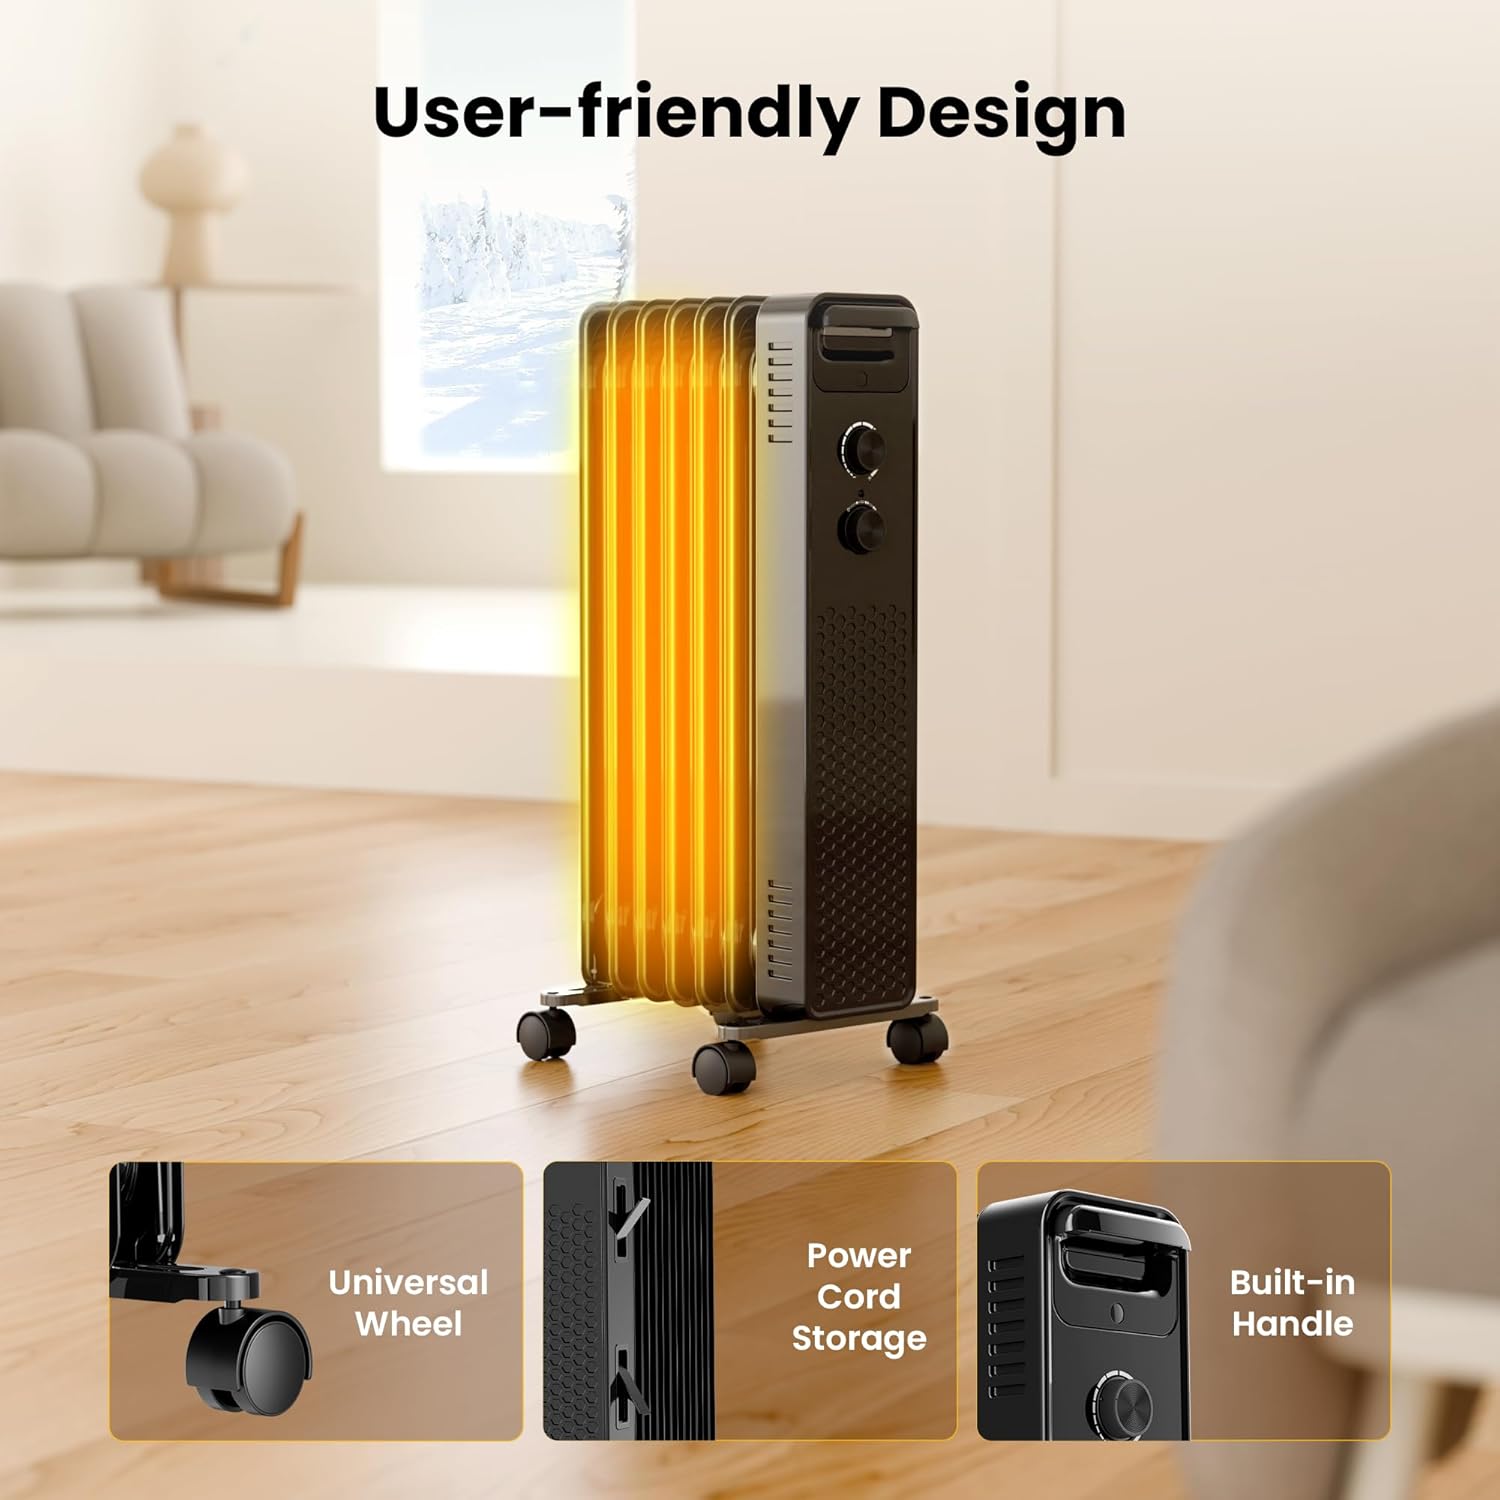 User-friendly Design
Universal
Wheel
Power
Cord
Storage
Built-in
Handle